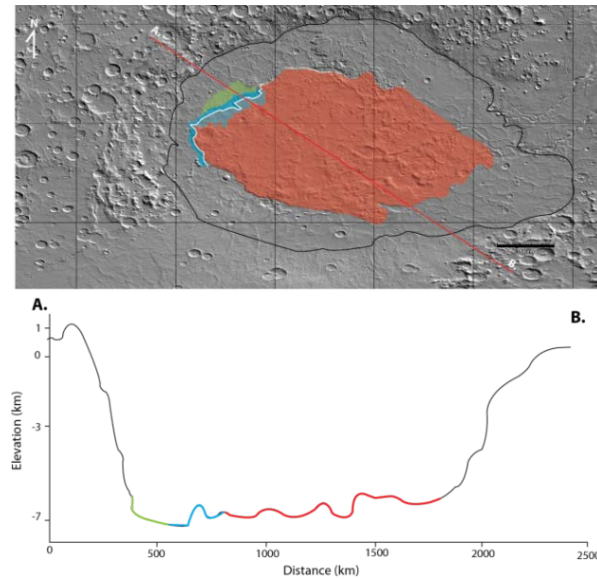 N
A.
B.
A.
B.
1
0
-3
-7
Elevation (km)
0
500
1000
1500
2000
2500
Distance (km)